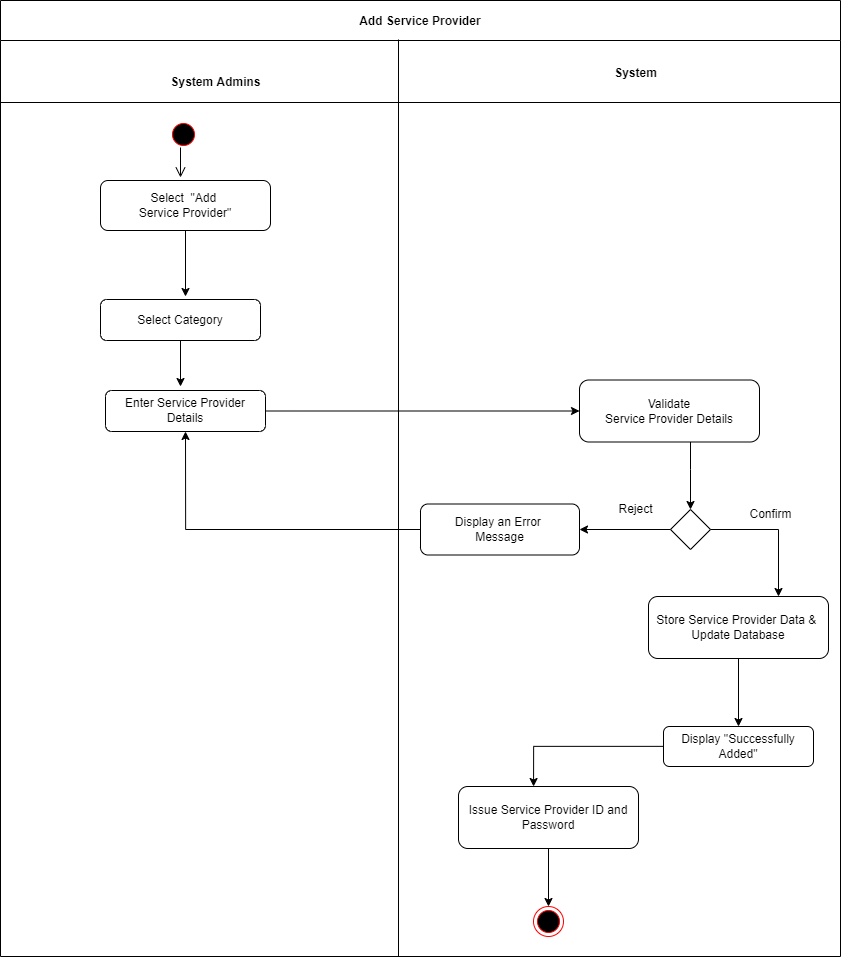 Add Service Provider
System Admins
System
Select "Add
Service Provider"
Select Category
Enter Service Provider
Details
Validate
Service Provider Details
Reject
Confirm
Display an Error
Message
Store Service Provider Data &
Update Database
Display "Successfully
Added"
Issue Service Provider ID and
Password